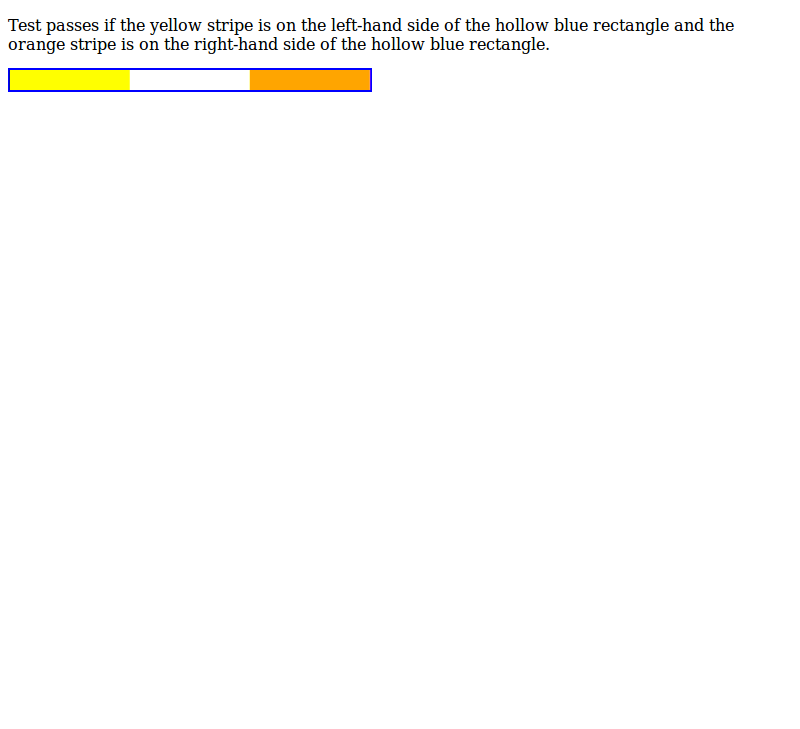 Test passes if the yellow stripe is on the left-hand side of the hollow blue rectangle and the
orange stripe is on the right-hand side of the hollow blue rectangle.